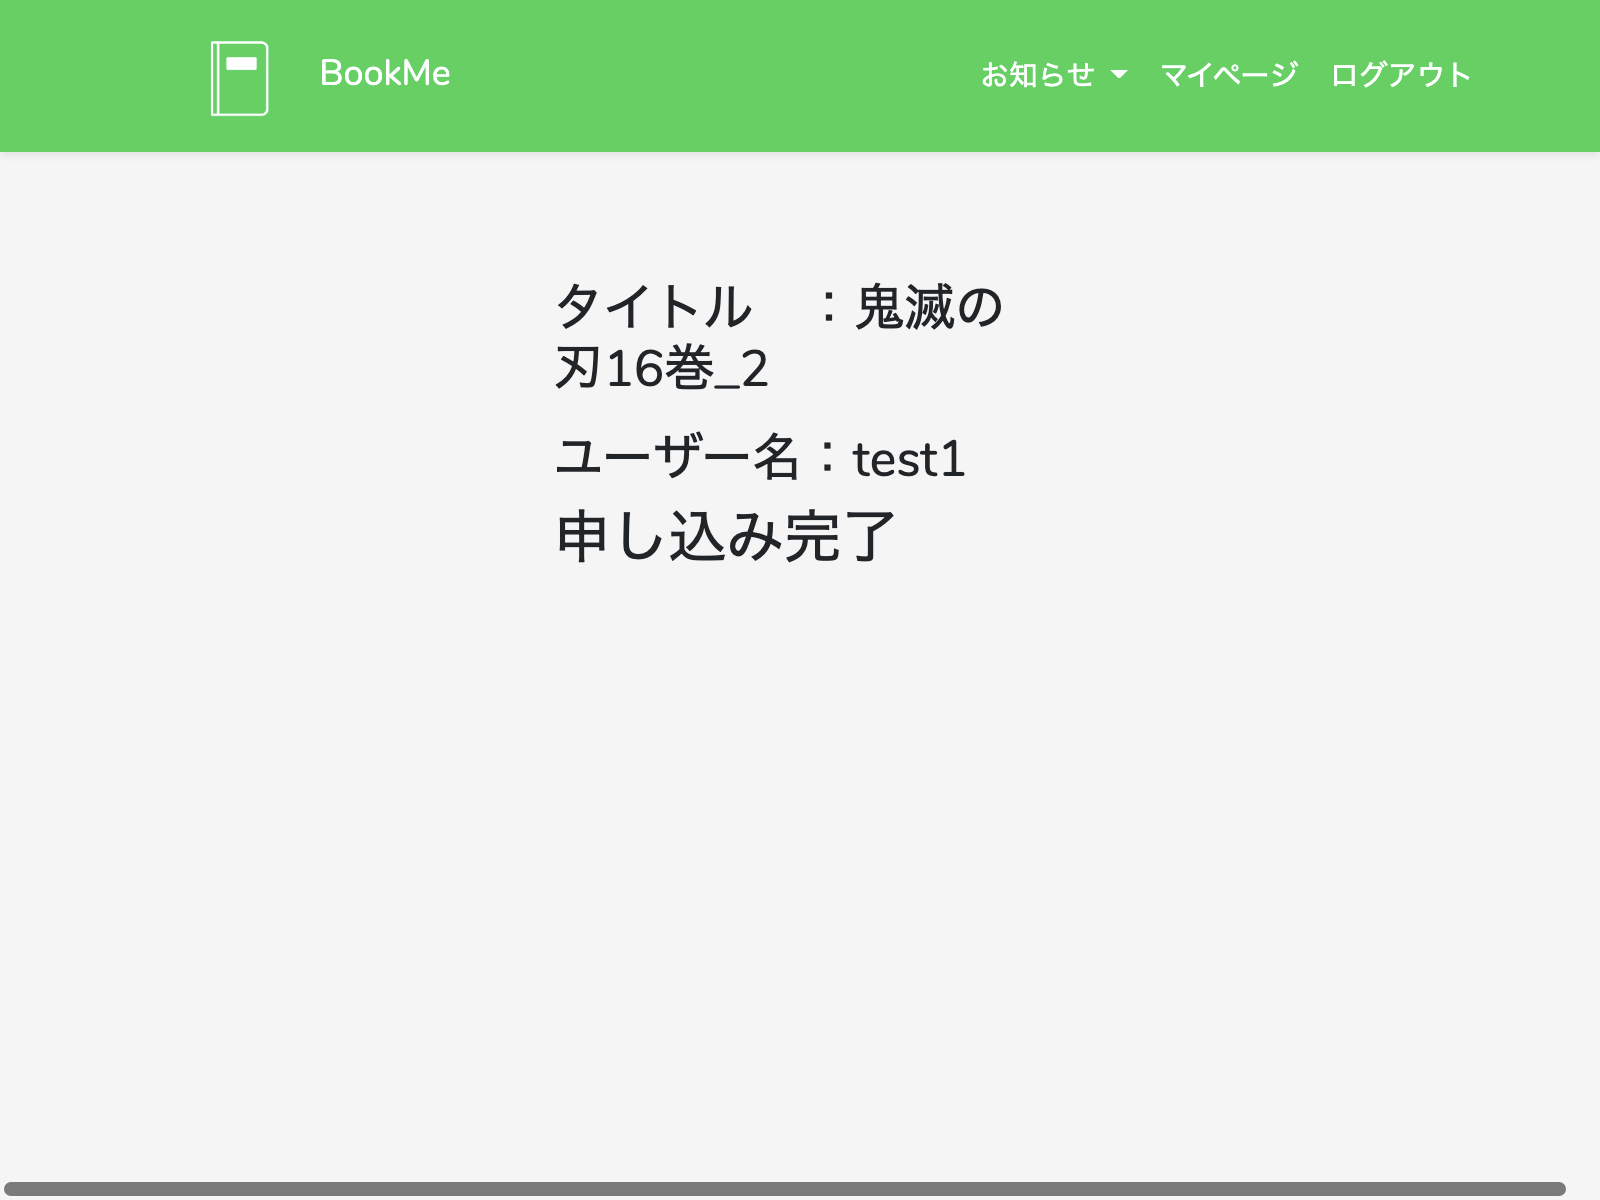 BookMe
お知らせ マイページ ログアウト
タイトル　：鬼滅の
刃16巻_2
ユーザー名：test1
申し込み完了